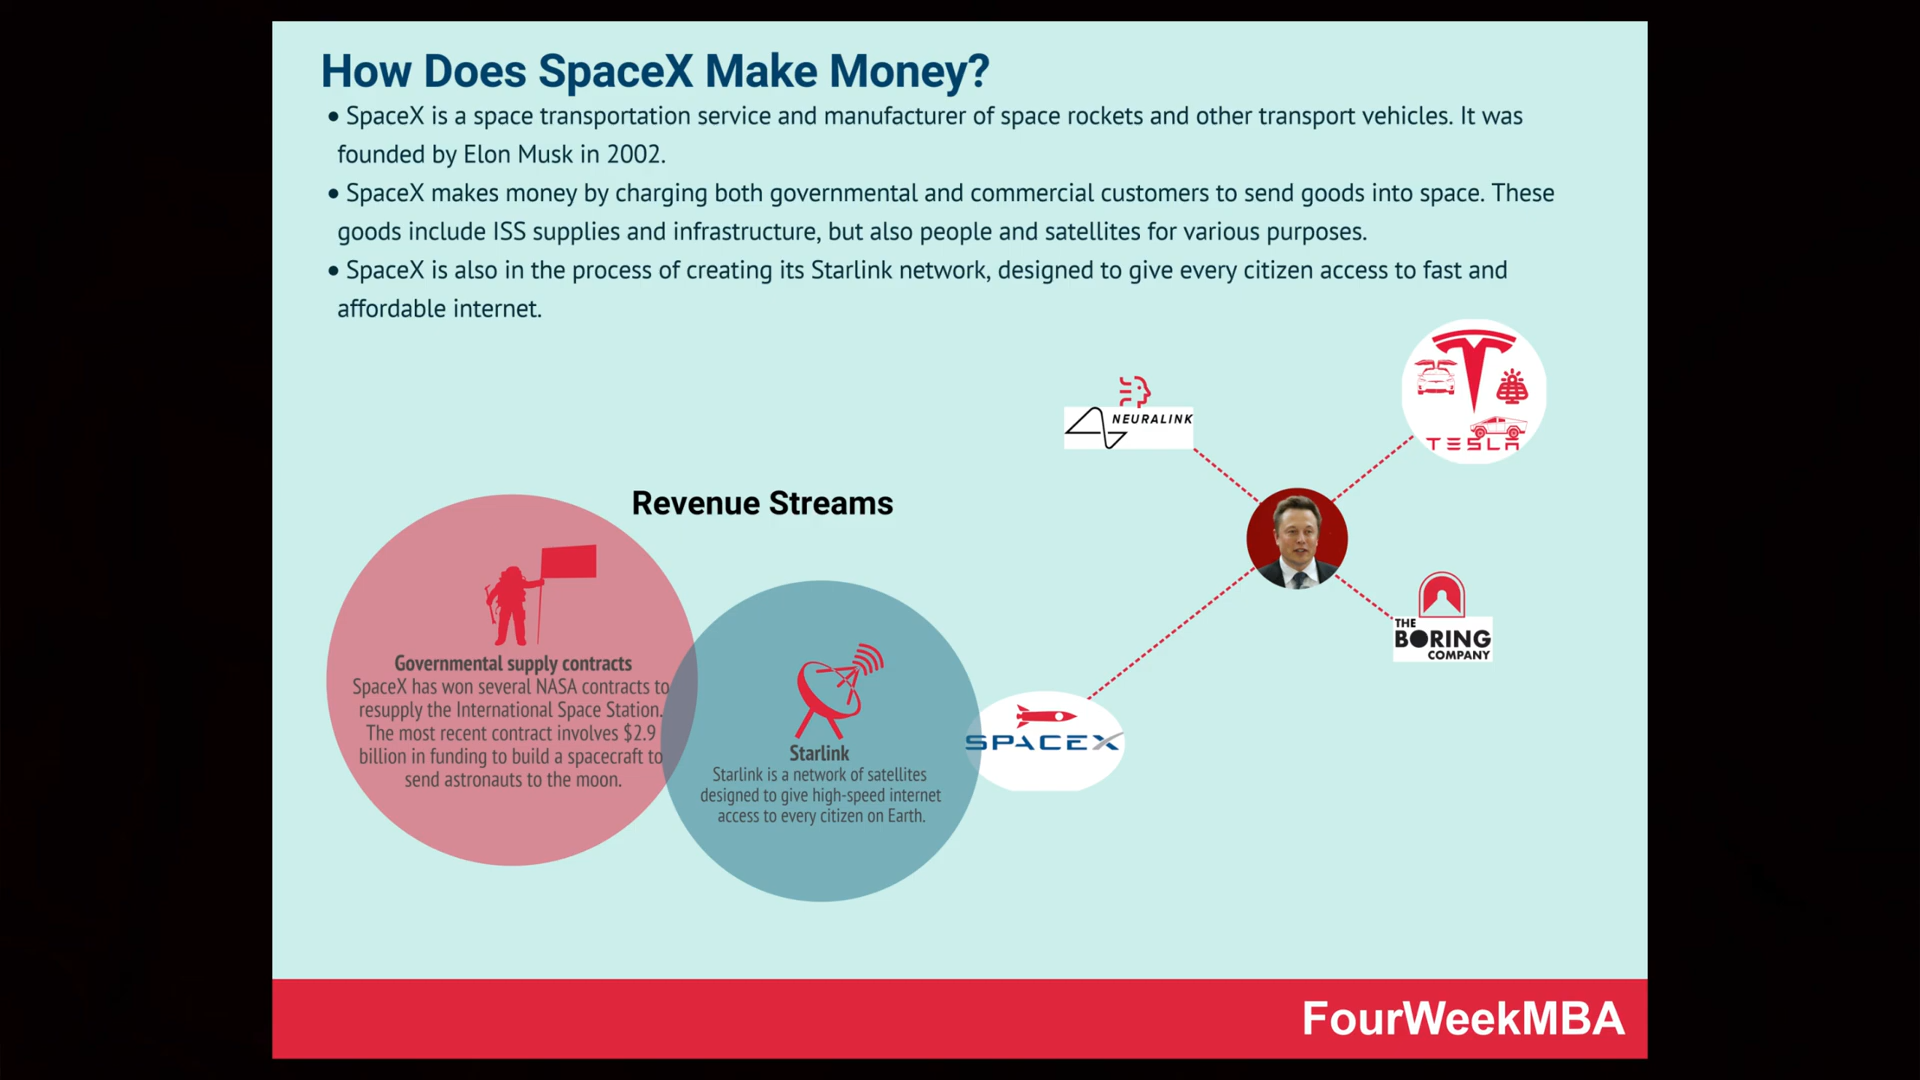 How Does SpaceX Make Money?
• SpaceX is a space transportation service and manufacturer of space rockets and other transport vehicles. It was
founded by Elon Musk in 2002.
• SpaceX makes money by charging both governmental and commercial customers to send goods into space. These
goods include ISS supplies and infrastructure, but also people and satellites for various purposes.
• SpaceX is also in the process of creating its Starlink network, designed to give every citizen access to fast and
affordable internet.
NEURALINK
TESLA
Revenue Streams
THE
BORING
COMPANY
Governmental supply contracts
SpaceX has won several NASA contracts to
resupply the International Space Station.
The most recent contract involves $2.9
billion in funding to build a spacecraft to
send astronauts to the moon.
Starlink
Starlink is a network of satellites
designed to give high-speed internet
access to every citizen on Earth.
SPACEX
FourWeekMBA